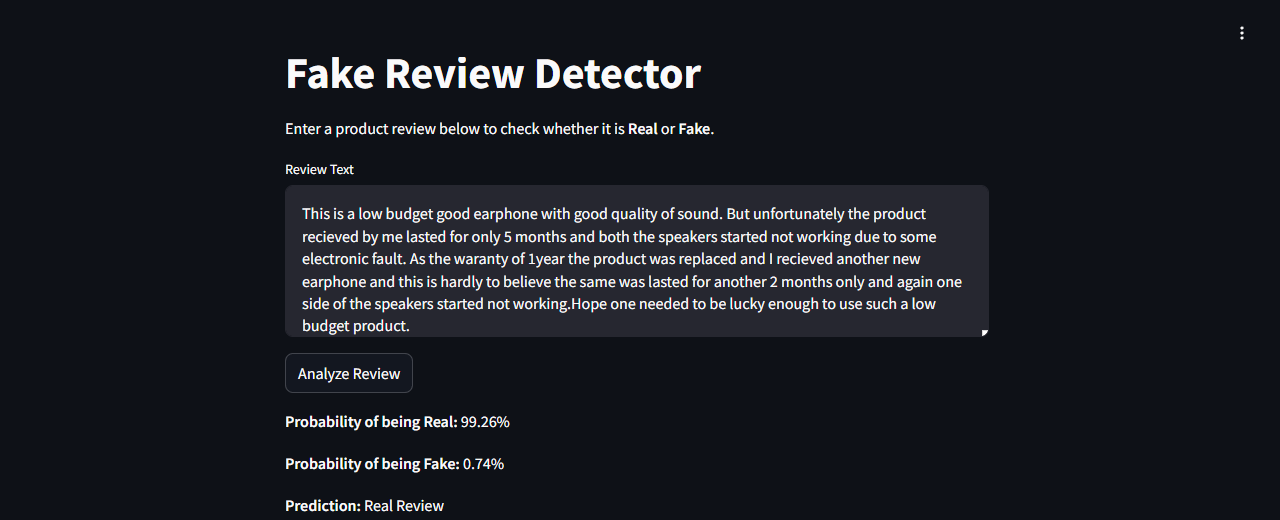 Fake Review Detector
Enter a product review below to check whether it is Real or Fake.
Review Text
This is a low budget good earphone with good quality of sound. But unfortunately the product
recieved by me lasted for only 5 months and both the speakers started not working due to some
electronic fault. As the waranty of 1year the product was replaced and I recieved another new
earphone and this is hardly to believe the same was lasted for another 2 months only and again one
side of the speakers started not working.Hope one needed to be lucky enough to use such a low
budget product.
Analyze Review
Probability of being Real: 99.26%
Probability of being Fake: 0.74%
Prediction: Real Review